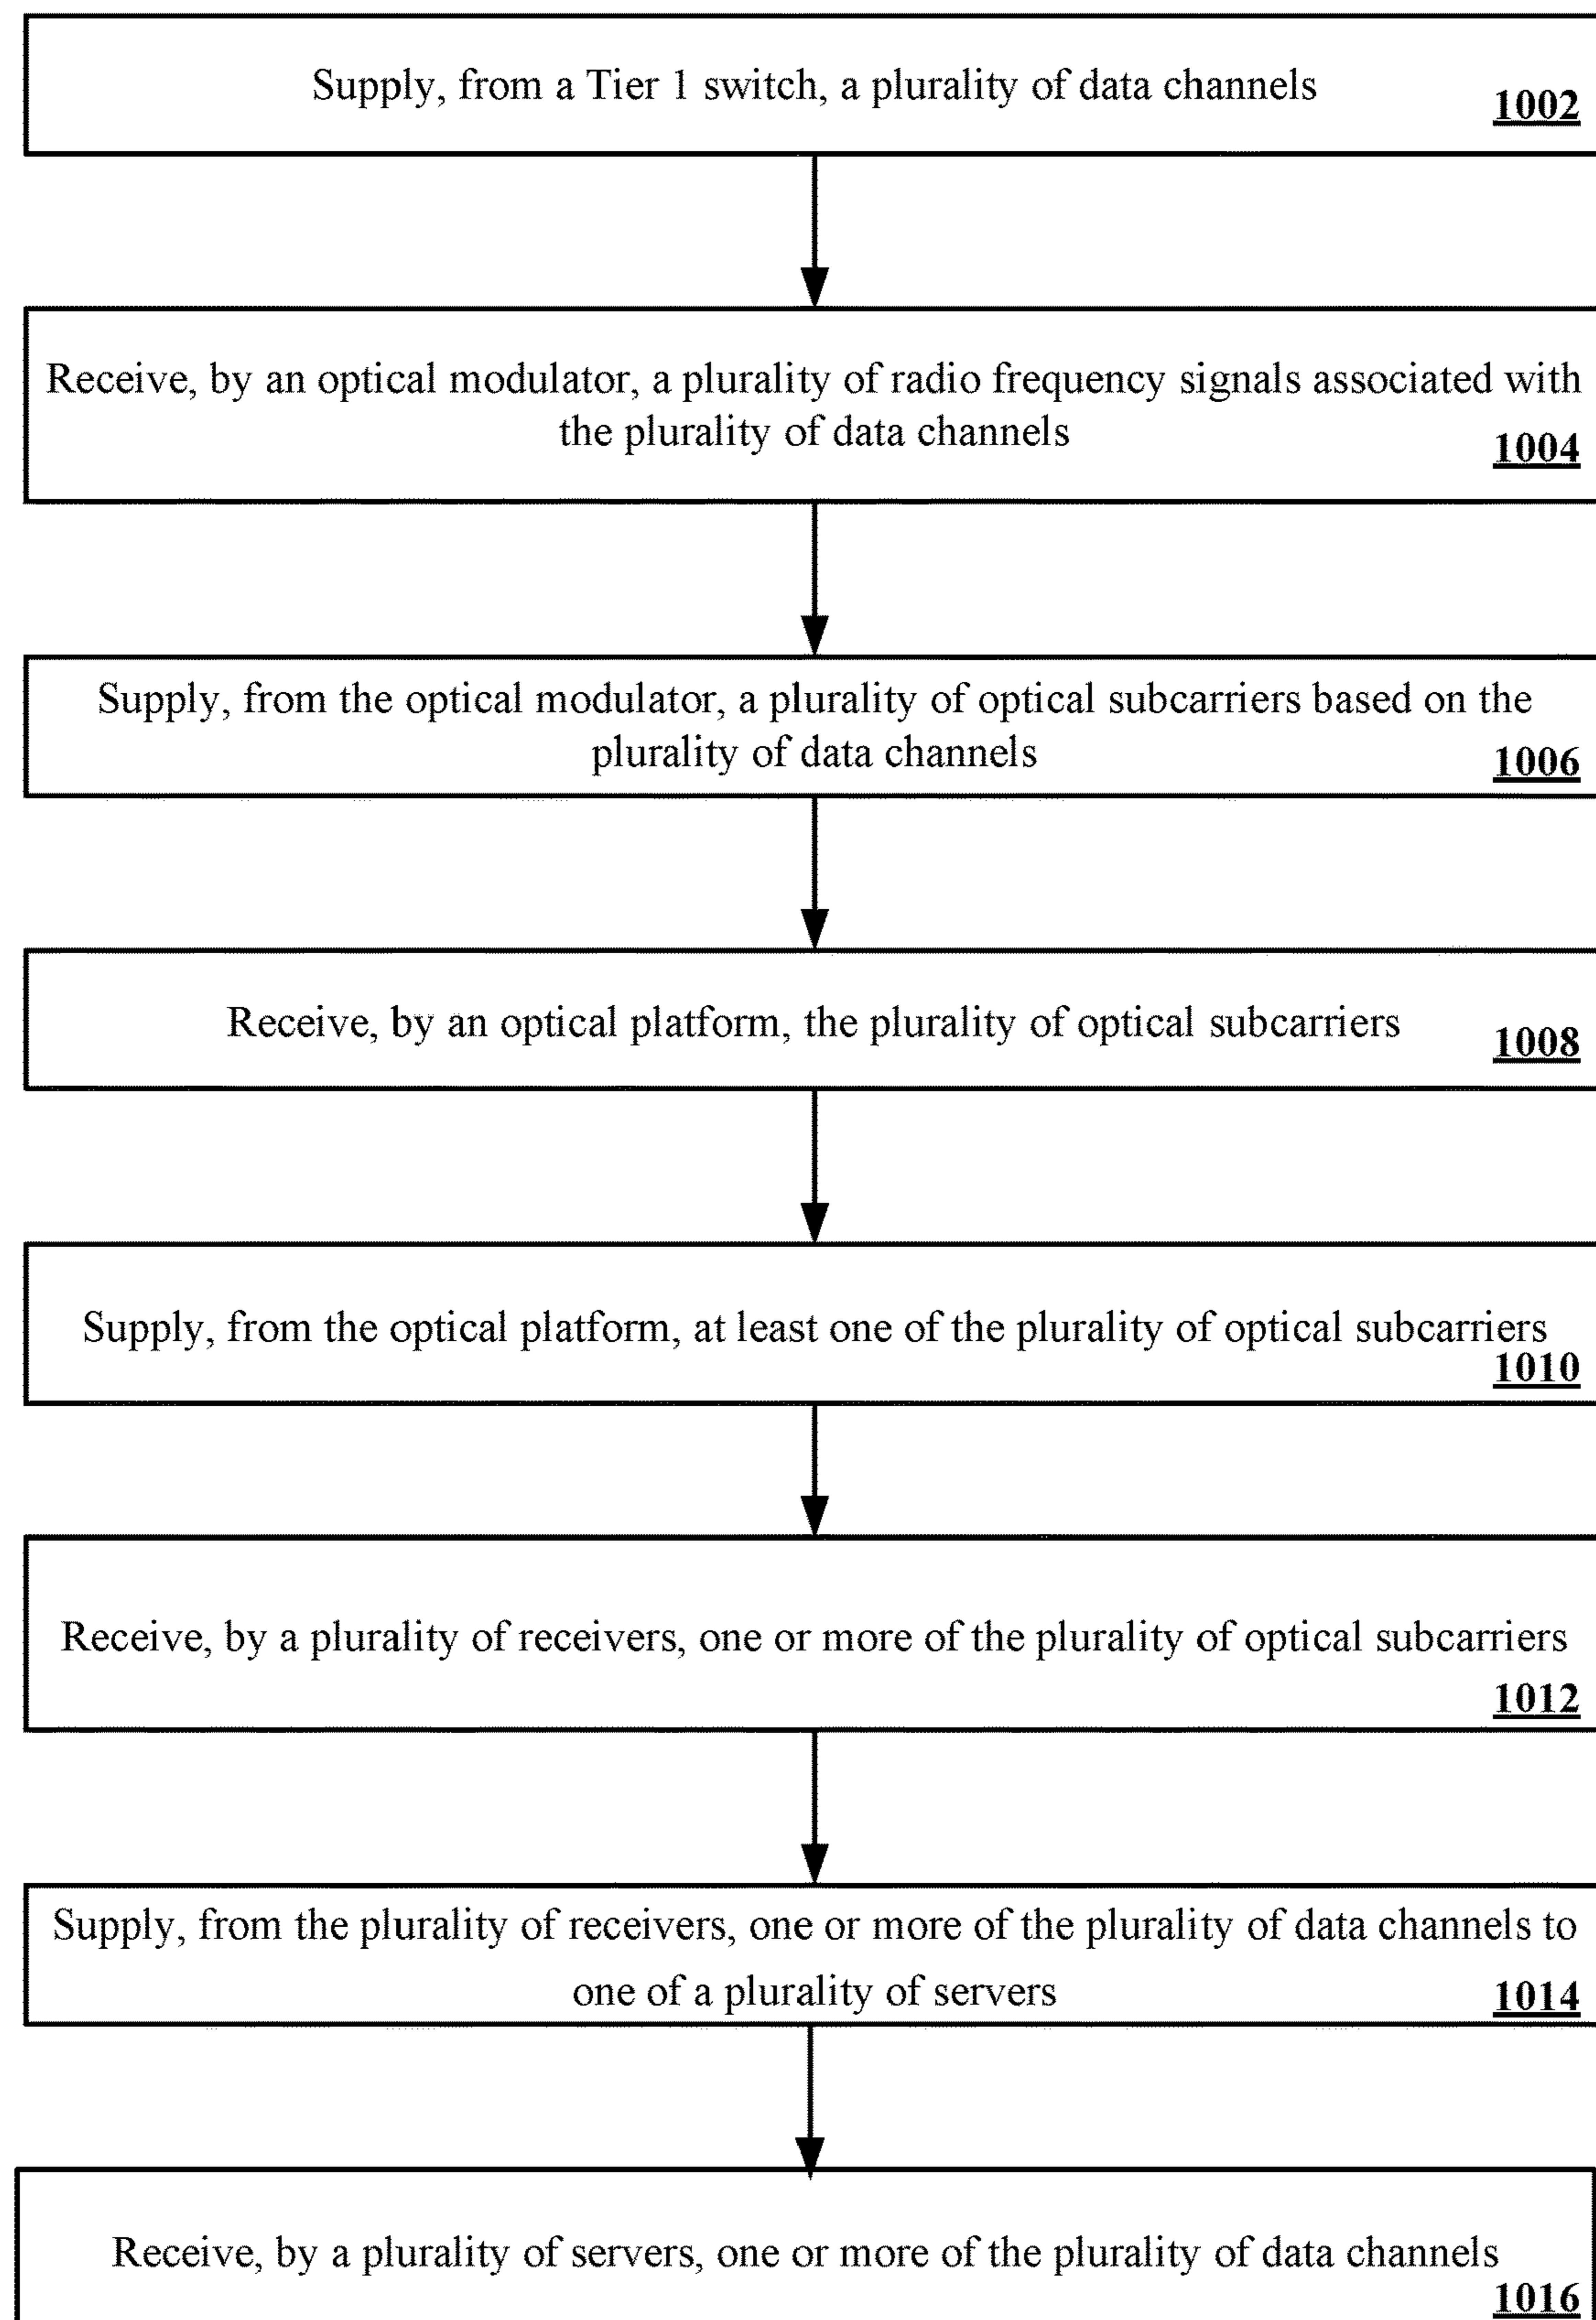 Supply, from a Tier 1 switch, a plurality of data channels
1002
Receive, by an optical modulator, a plurality of radio frequency signals associated with
the plurality of data channels
1004
Supply, from the optical modulator, a plurality of optical subcarriers based on the
plurality of data channels
1006
Receive, by an optical platform, the plurality of optical subcarriers
1008
Supply, from the optical platform, at least one of the plurality of optical subcarriers
1010
Receive, by a plurality of receivers, one or more of the plurality of optical subcarriers
1012
Supply, from the plurality of receivers, one or more of the plurality of data channels to
one of a plurality of servers
1014
Receive, by a plurality of servers, one or more of the plurality of data channels
1016